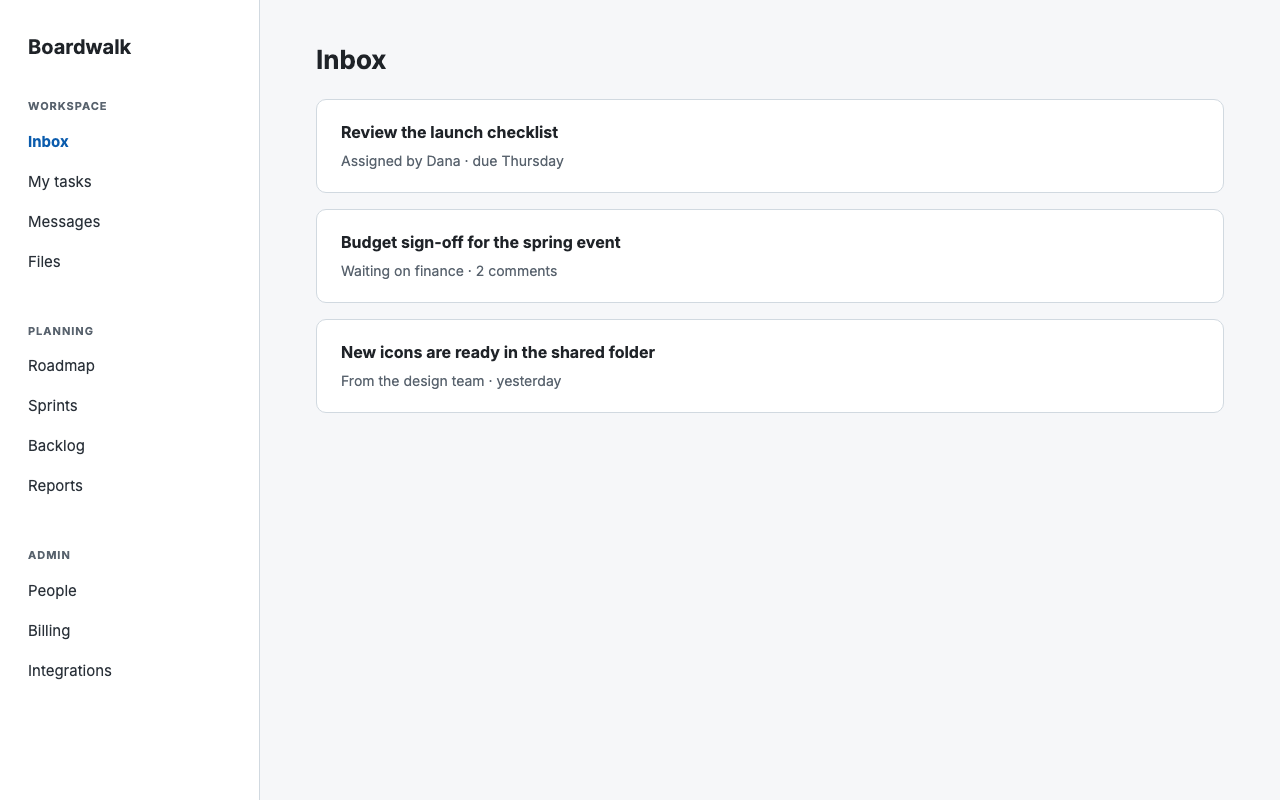 Boardwalk
WORKSPACE
Inbox
My tasks
Messages
Files
PLANNING
Roadmap
Sprints
Backlog
Reports
ADMIN
People
Billing
Integrations
Inbox
Review the launch checklist
Assigned by Dana · due Thursday
Budget sign-off for the spring event
Waiting on finance · 2 comments
New icons are ready in the shared folder
From the design team · yesterday